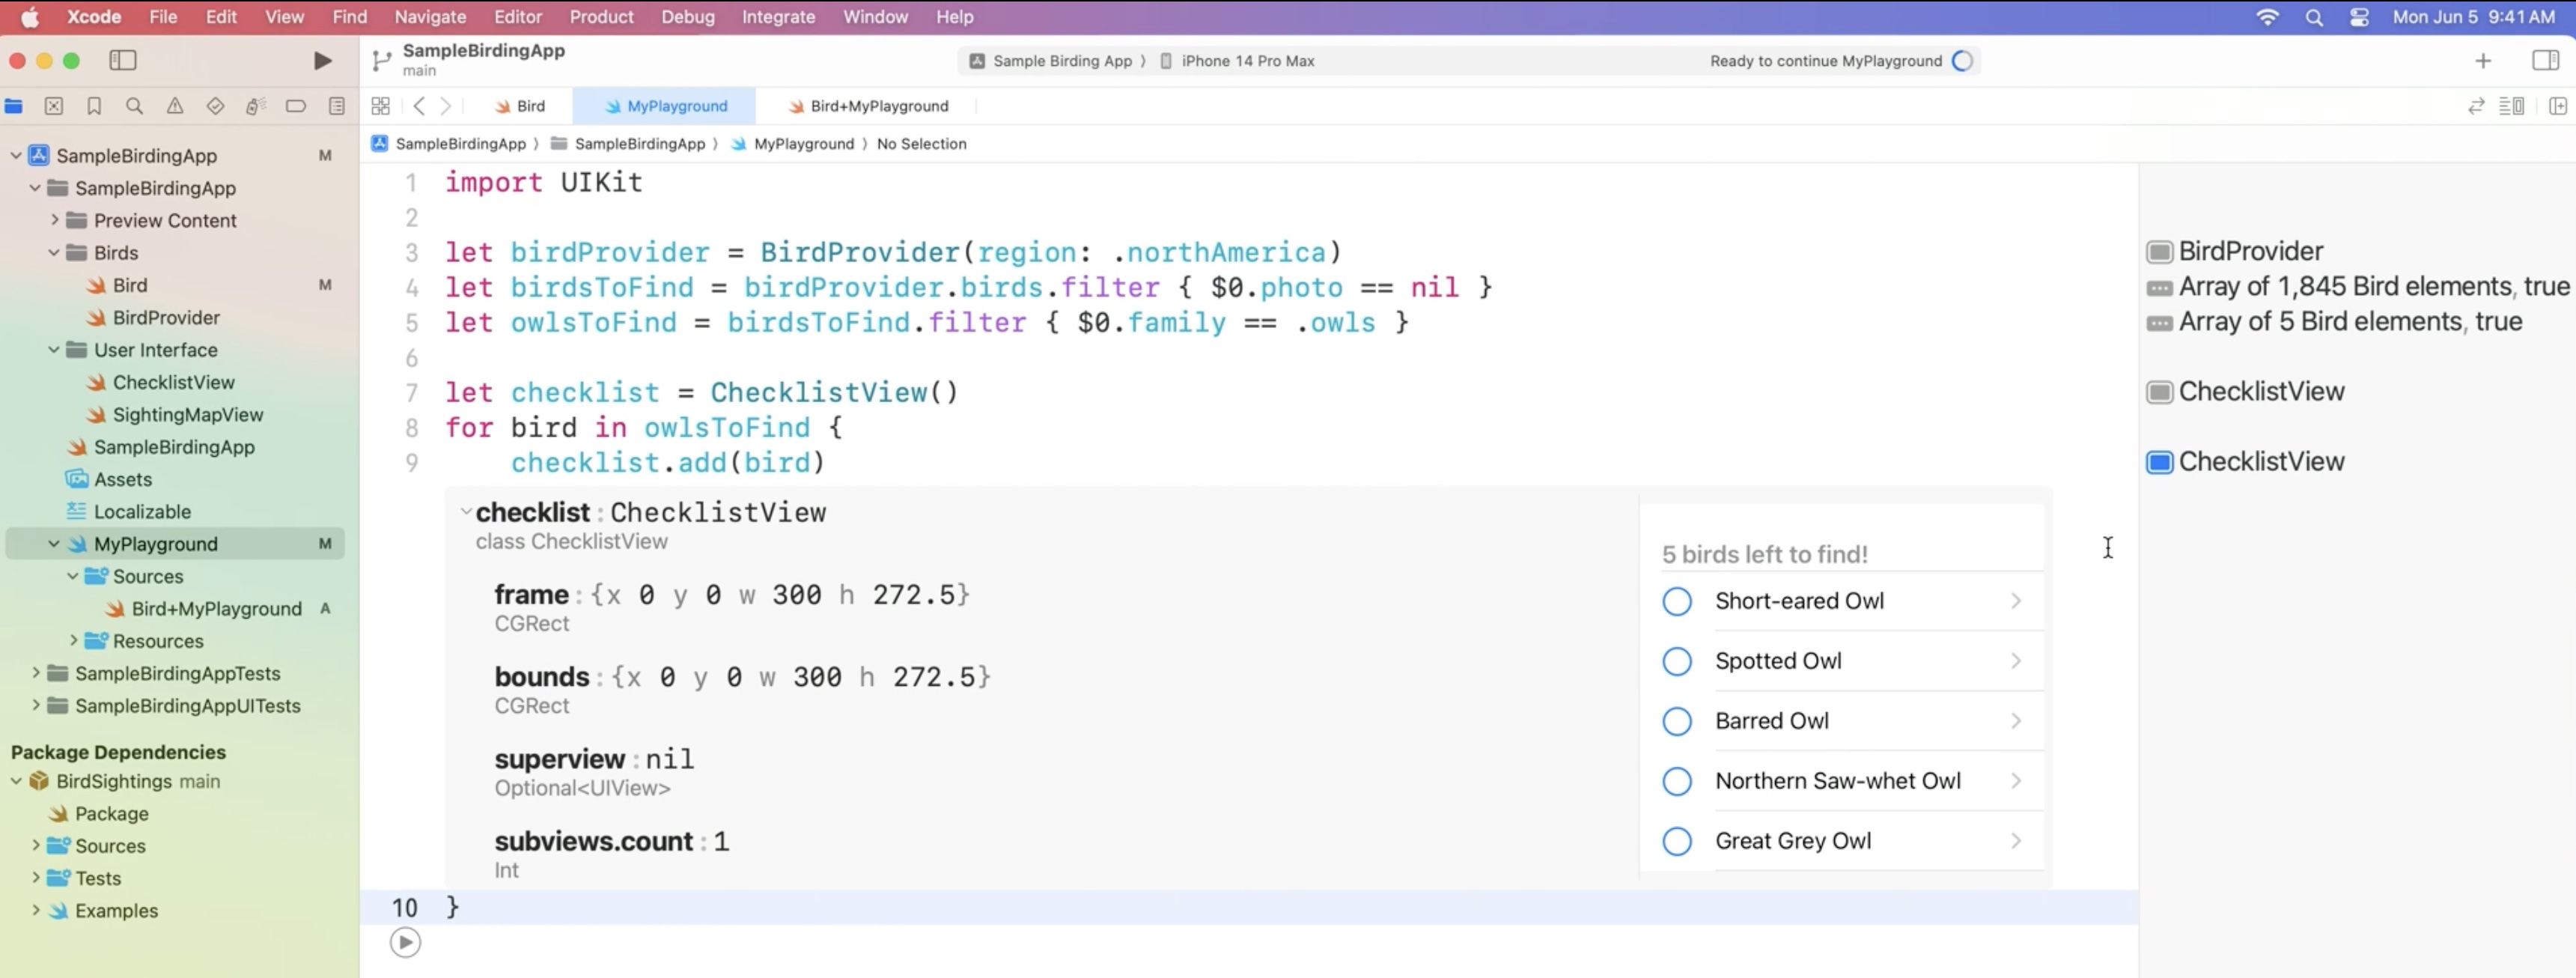 Xcode File Edit View Find Navigate Editor Product Debug Integrate Window Help Mon Jun 5 9:41 AM
SampleBirdingApp
main
Sample Birding App 〉 iPhone 14 Pro Max
Ready to continue MyPlayground
Bird MyPlayground Bird+MyPlayground
SampleBirdingApp 〉 SampleBirdingApp 〉 MyPlayground 〉 No Selection
SampleBirdingApp M
SampleBirdingApp
Preview Content
Birds
Bird M
BirdProvider
User Interface
ChecklistView
SightingMapView
SampleBirdingApp
Assets
Localizable
MyPlayground M
Sources
Bird+MyPlayground A
Resources
SampleBirdingAppTests
SampleBirdingAppUITests
Package Dependencies
BirdSightings main
Package
Sources
Tests
Examples
1 import UIKit
2
3 let birdProvider = BirdProvider(region: .northAmerica)
4 let birdsToFind = birdProvider.birds.filter { $0.photo == nil }
5 let owlsToFind = birdsToFind.filter { $0.family == .owls }
6
7 let checklist = ChecklistView()
8 for bird in owlsToFind {
9 checklist.add(bird)
checklist : ChecklistView
class ChecklistView
frame : {x 0 y 0 w 300 h 272.5}
CGRect
bounds : {x 0 y 0 w 300 h 272.5}
CGRect
superview : nil
Optional<UIView>
subviews.count : 1
Int
5 birds left to find!
Short-eared Owl
Spotted Owl
Barred Owl
Northern Saw-whet Owl
Great Grey Owl
10 }
BirdProvider
Array of 1,845 Bird elements, true
Array of 5 Bird elements, true
ChecklistView
ChecklistView